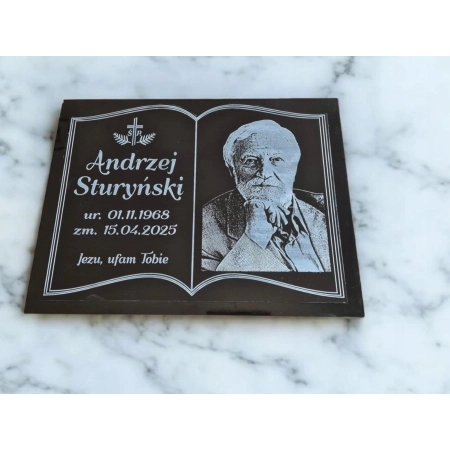 Ś P
Andrzej
Sturyński
ur. 01.11.1968
zm. 15.04.2025
Jezu, ufam Tobie